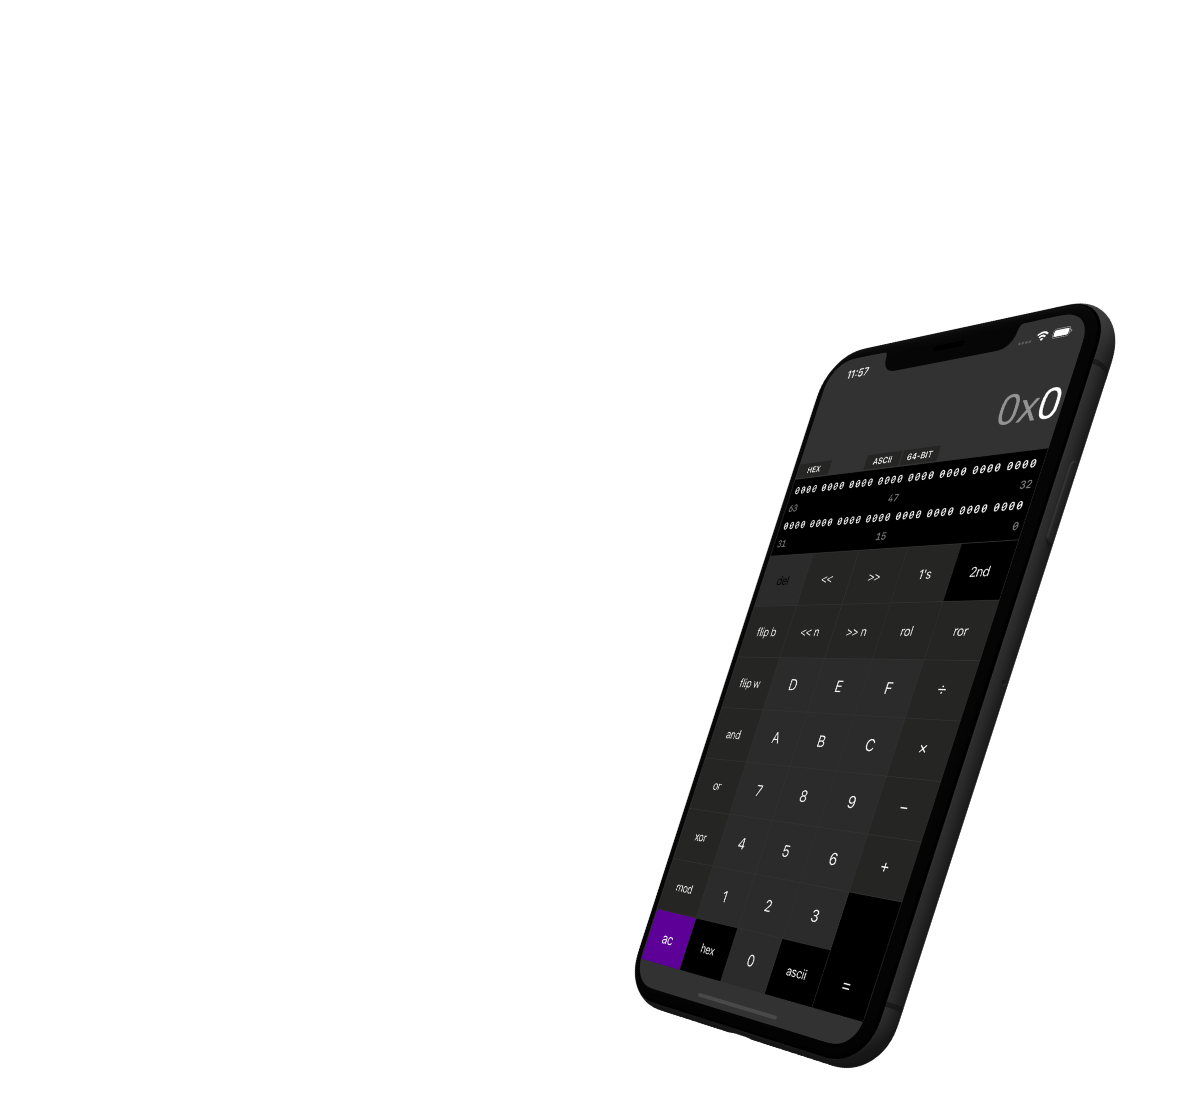 11:57
0x0
HEX ASCII 64-BIT
0000 0000 0000 0000 0000 0000 0000 0000
63 47 32
0000 0000 0000 0000 0000 0000 0000 0000
31 15 0
del << >> 1's 2nd
flip b << n >> n rol ror
flip w D E F ÷
and A B C ×
or 7 8 9 −
xor 4 5 6 +
mod 1 2 3
ac hex 0 ascii =